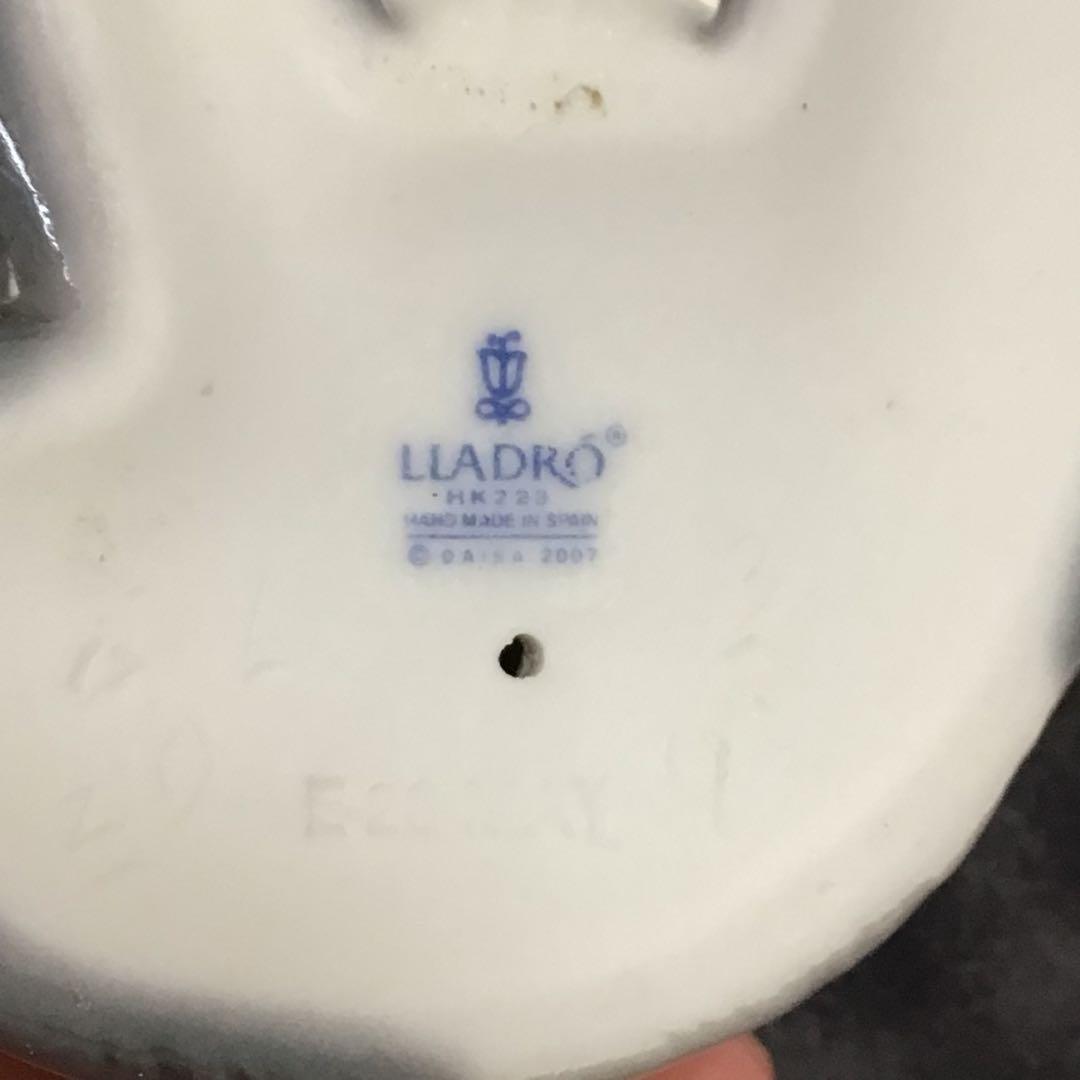 LLADRÓ®
HK223
HAND MADE IN SPAIN
© DAISA 2007